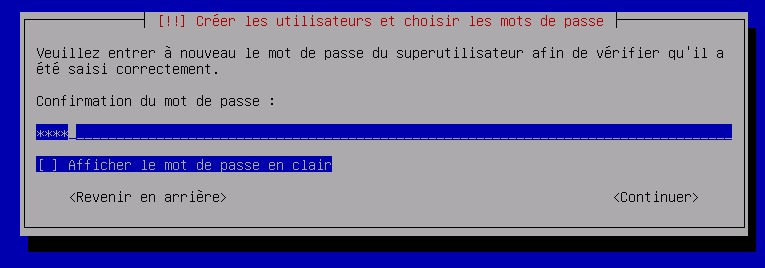 [!!] Créer les utilisateurs et choisir les mots de passe
Veuillez entrer à nouveau le mot de passe du superutilisateur afin de vérifier qu'il a
été saisi correctement.
Confirmation du mot de passe :
****
[ ] Afficher le mot de passe en clair
<Revenir en arrière> <Continuer>